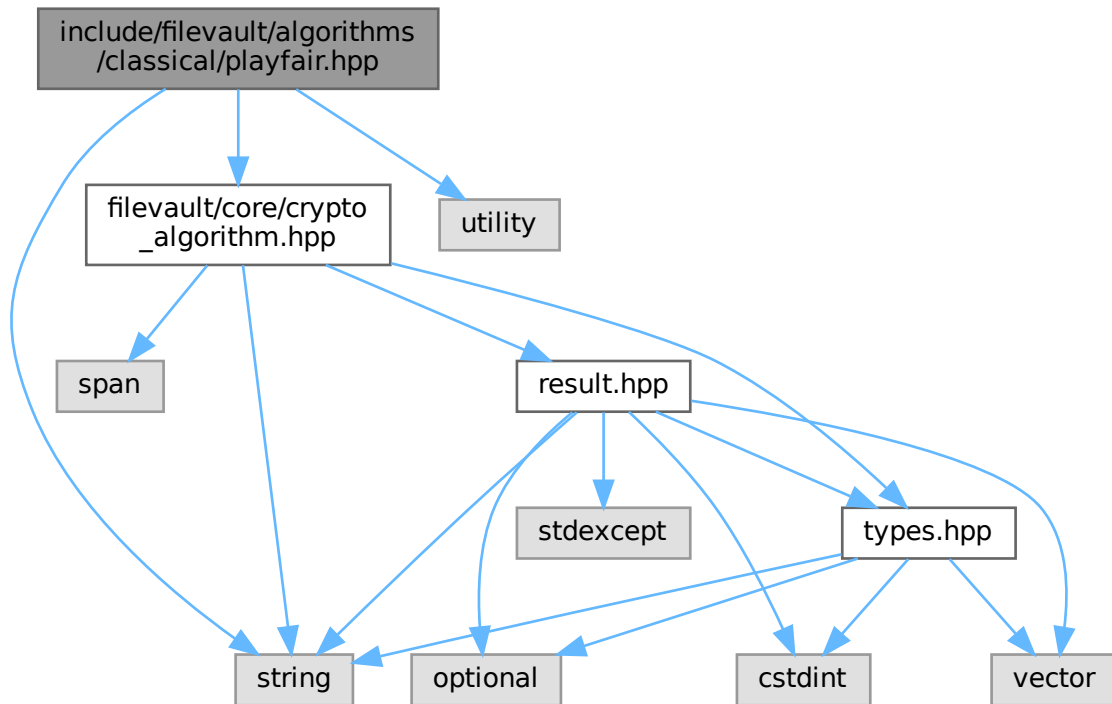 include/filevault/algorithms
/classical/playfair.hpp
filevault/core/crypto
_algorithm.hpp
utility
span
result.hpp
stdexcept
types.hpp
string
optional
cstdint
vector